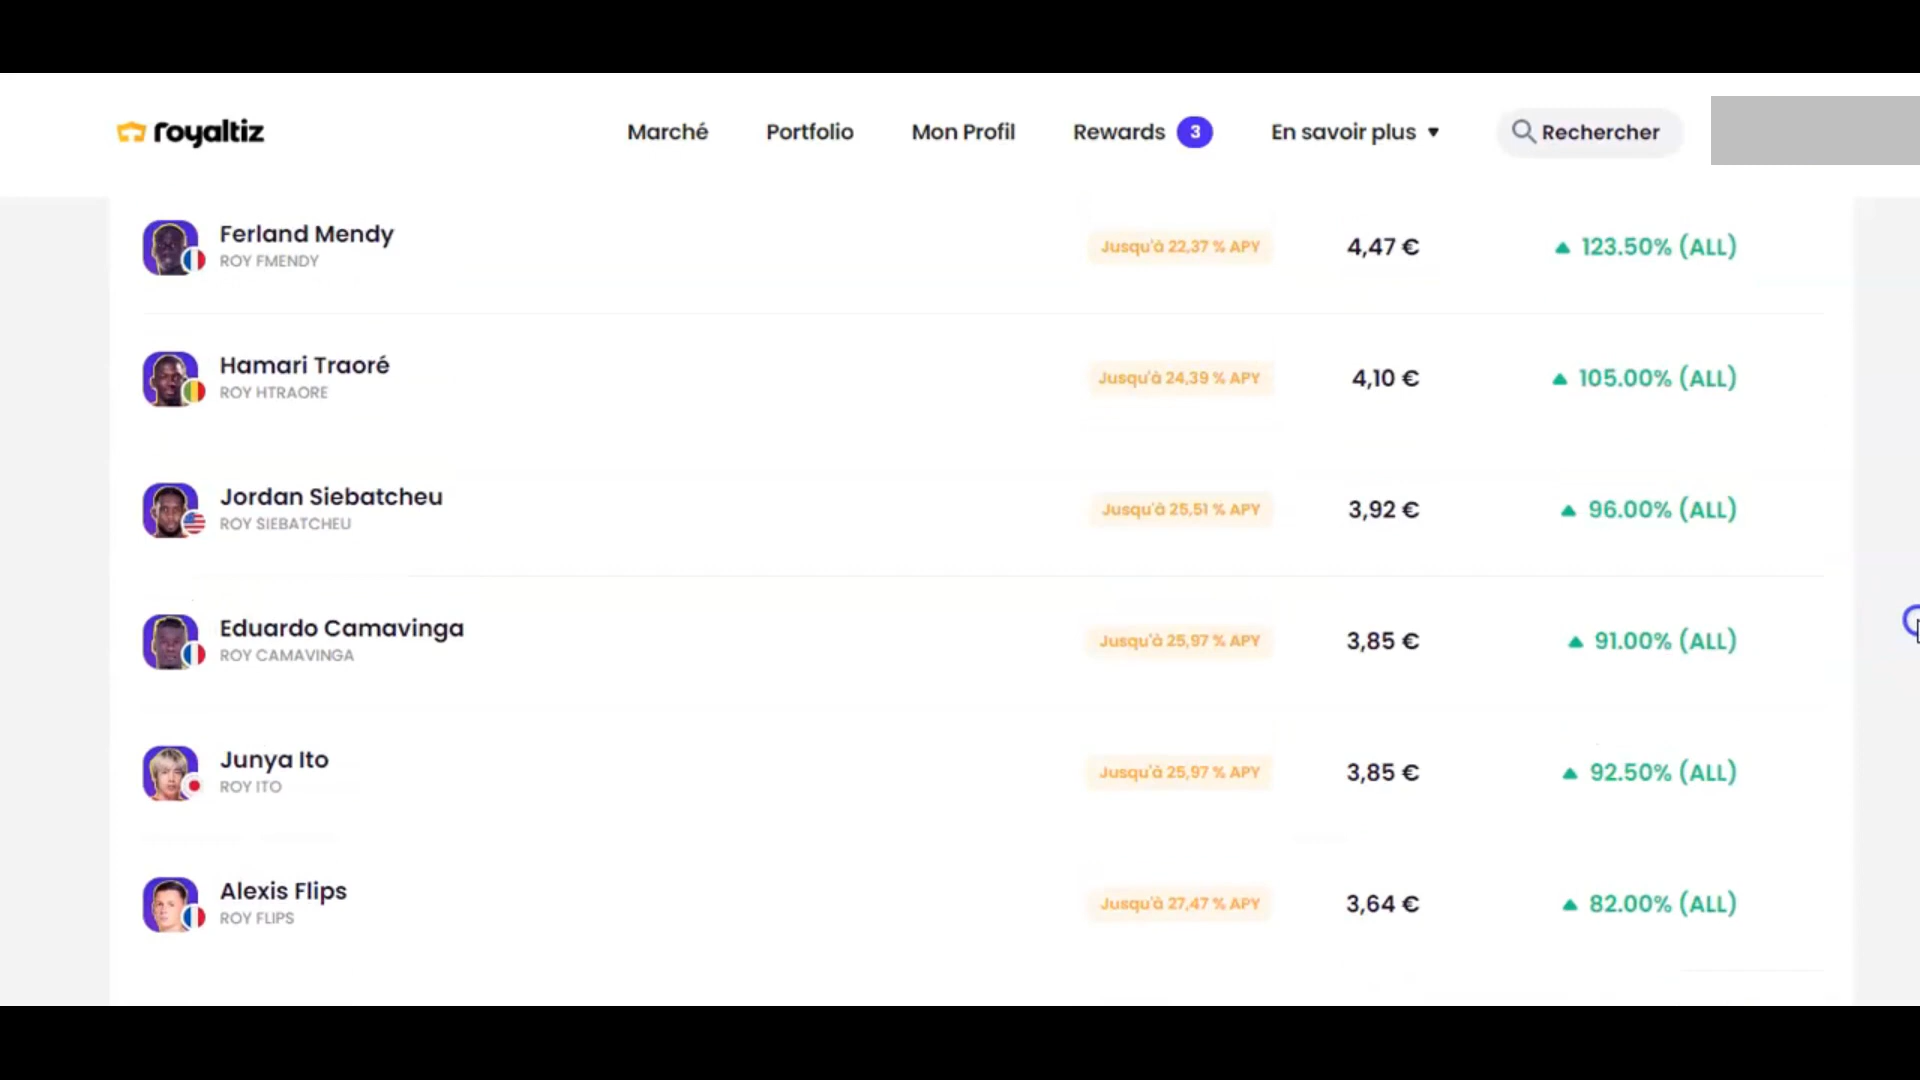 royaltiz
Marché Portfolio Mon Profil Rewards 3 En savoir plus Rechercher
Ferland Mendy
ROY FMENDY
Jusqu'à 22,37 % APY 4,47 € 123.50% (ALL)
Hamari Traoré
ROY HTRAORE
Jusqu'à 24,39 % APY 4,10 € 105.00% (ALL)
Jordan Siebatcheu
ROY SIEBATCHEU
Jusqu'à 25,51 % APY 3,92 € 96.00% (ALL)
Eduardo Camavinga
ROY CAMAVINGA
Jusqu'à 25,97 % APY 3,85 € 91.00% (ALL)
Junya Ito
ROY ITO
Jusqu'à 25,97 % APY 3,85 € 92.50% (ALL)
Alexis Flips
ROY FLIPS
Jusqu'à 27,47 % APY 3,64 € 82.00% (ALL)